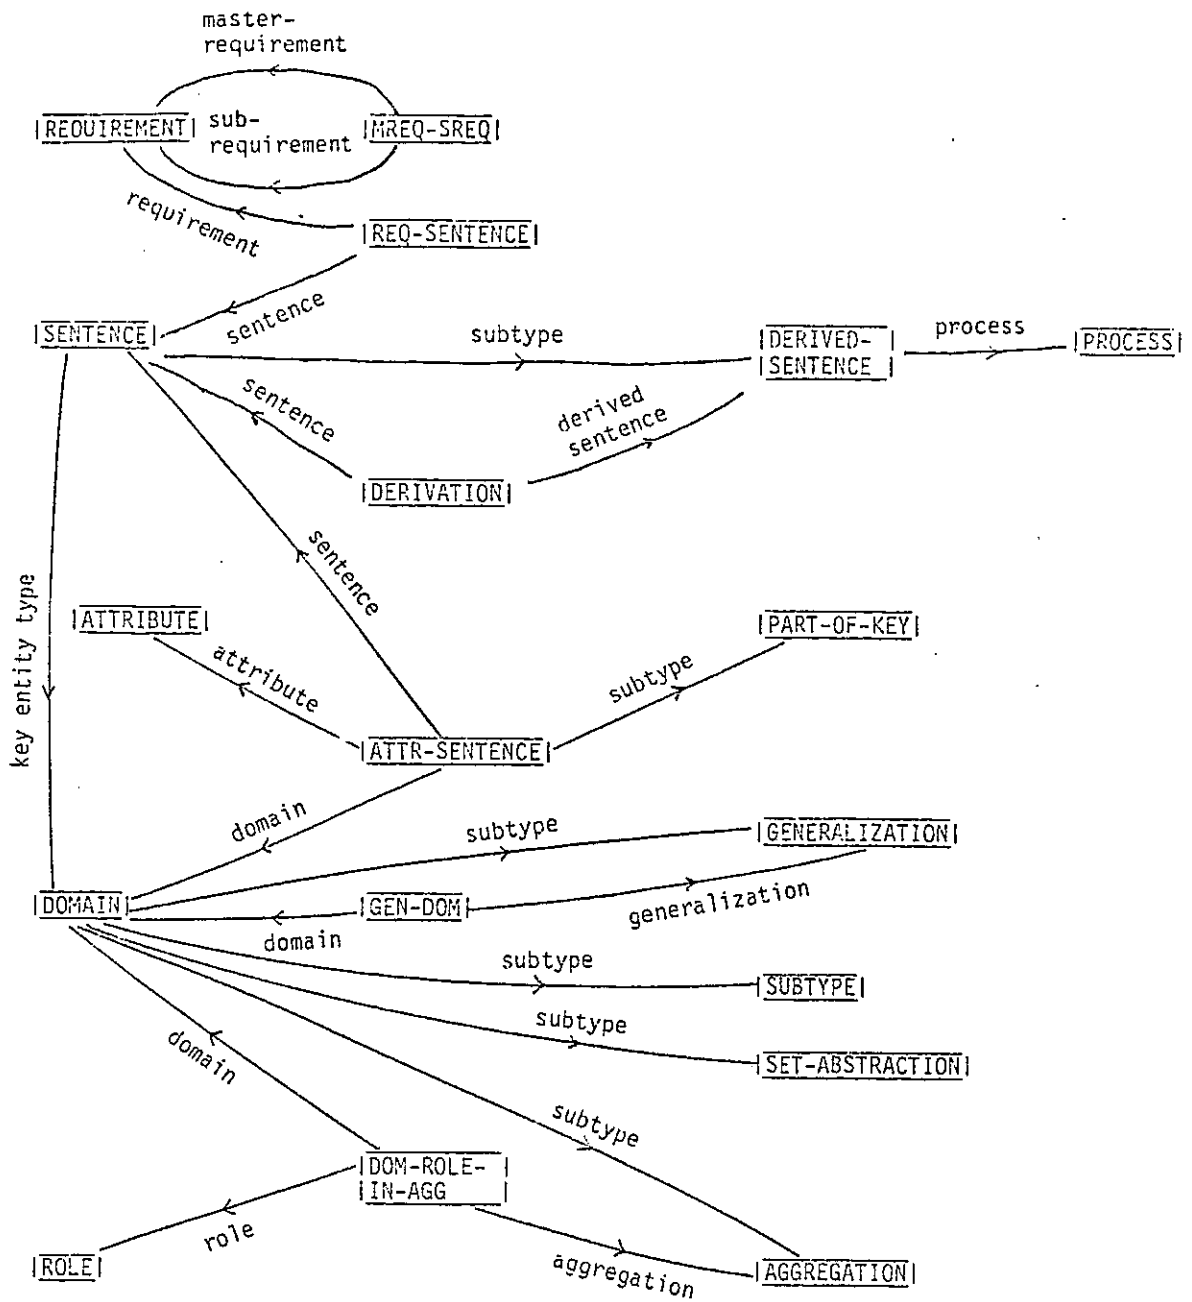 master-
requirement
|REQUIREMENT|
sub-
requirement
|MREQ-SREQ|
requirement
|REQ-SENTENCE|
sentence
|SENTENCE|
subtype
|DERIVED-
SENTENCE|
process
|PROCESS|
sentence
derived
sentence
|DERIVATION|
sentence
key entity type
|ATTRIBUTE|
attribute
|PART-OF-KEY|
subtype
|ATTR-SENTENCE|
domain
subtype
|GENERALIZATION|
|DOMAIN|
|GEN-DOM|
generalization
domain
subtype
|SUBTYPE|
subtype
|SET-ABSTRACTION|
domain
subtype
|DOM-ROLE-
IN-AGG|
role
|ROLE|
aggregation
|AGGREGATION|